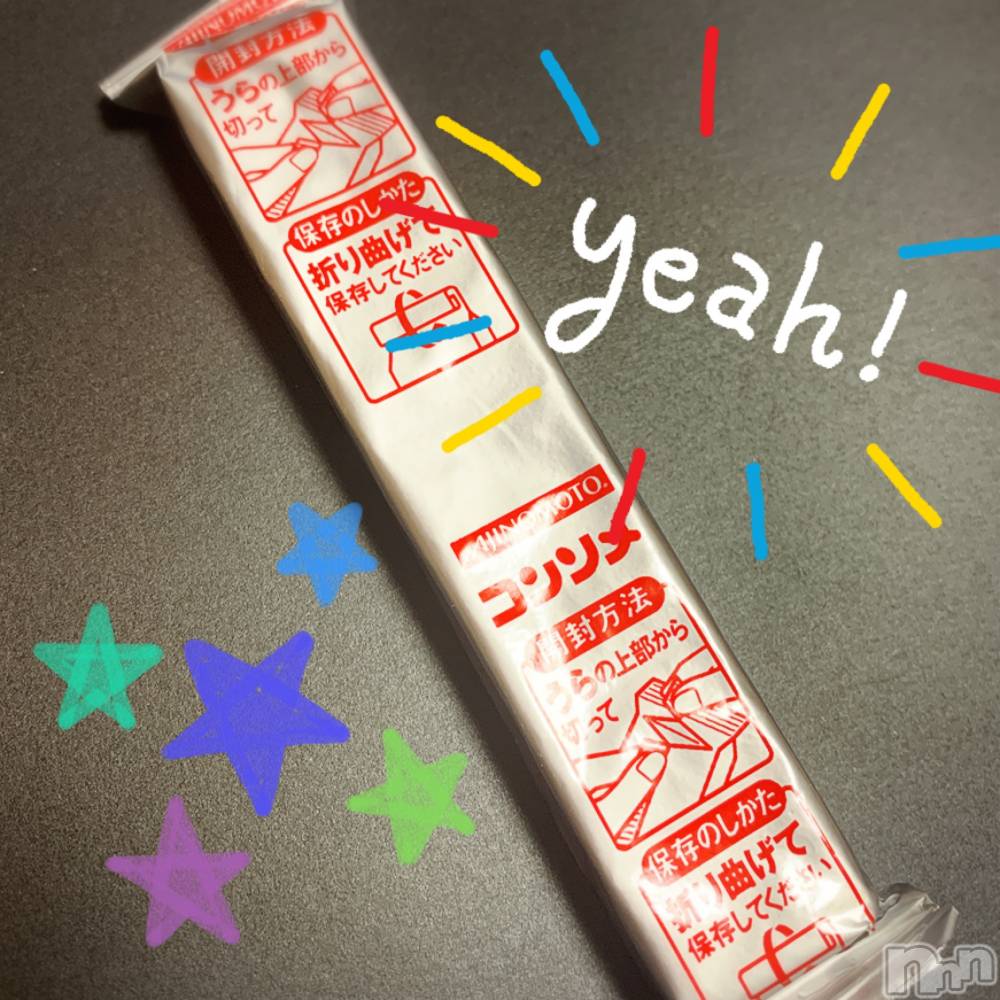 AJINOMOTO
開封方法
うらの上部から
切って
保存のしかた
折り曲げて
保存してください
yeah!
AJINOMOTO®
コンソメ
開封方法
うらの上部から
切って
保存のしかた
折り曲げて
保存してください
nnn